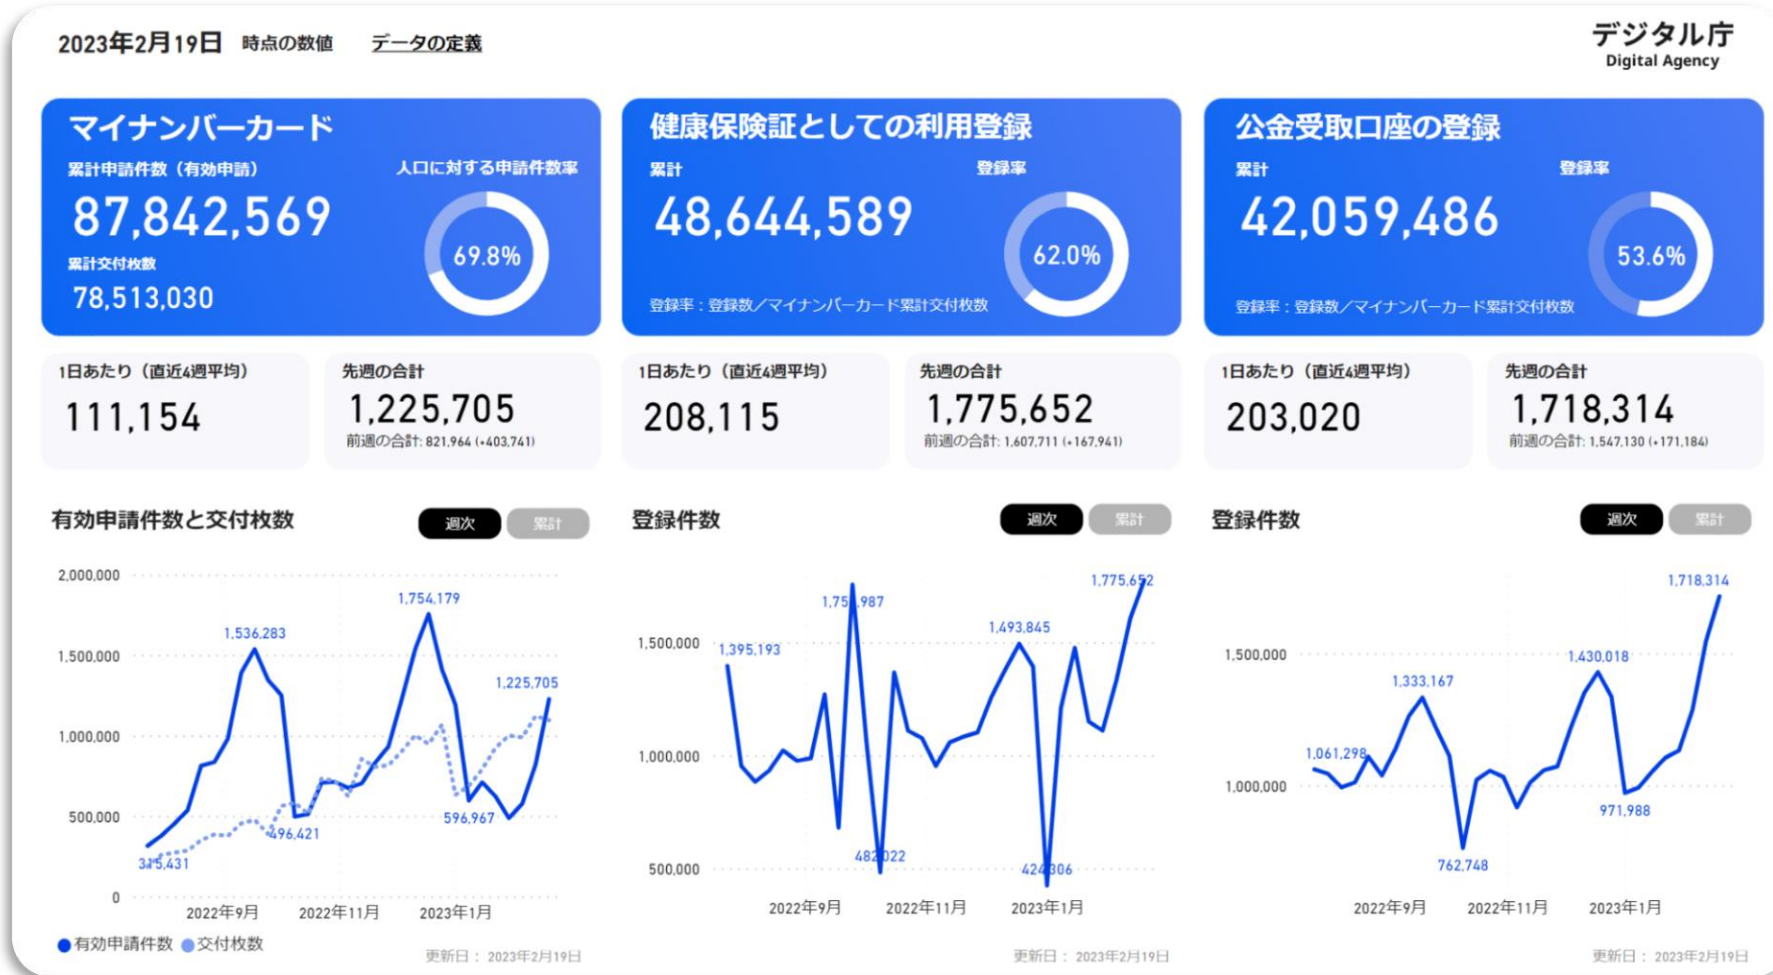 2023年2月19日 時点の数値 データの定義
デジタル庁
Digital Agency
マイナンバーカード
累計申請件数（有効申請）
人口に対する申請件数率
87,842,569
69.8%
累計交付枚数
78,513,030
健康保険証としての利用登録
累計
登録率
48,644,589
62.0%
登録率：登録数／マイナンバーカード累計交付枚数
公金受取口座の登録
累計
登録率
42,059,486
53.6%
登録率：登録数／マイナンバーカード累計交付枚数
1日あたり（直近4週平均）
111,154
先週の合計
1,225,705
前週の合計: 821,964 (+403,741)
1日あたり（直近4週平均）
208,115
先週の合計
1,775,652
前週の合計: 1,607,711 (+167,941)
1日あたり（直近4週平均）
203,020
先週の合計
1,718,314
前週の合計: 1,547,130 (+171,184)
有効申請件数と交付枚数
週次 累計
2,000,000
1,500,000
1,000,000
500,000
0
1,754,179
1,536,283
1,225,705
596,967
496,421
315,431
2022年9月 2022年11月 2023年1月
有効申請件数 交付枚数
更新日： 2023年2月19日
登録件数
週次 累計
1,500,000
1,000,000
500,000
1,775,652
1,493,845
1,395,193
482,022
424,306
2022年9月 2022年11月 2023年1月
更新日： 2023年2月19日
登録件数
週次 累計
1,500,000
1,000,000
1,718,314
1,430,018
1,333,167
1,061,298
971,988
762,748
2022年9月 2022年11月 2023年1月
更新日： 2023年2月19日